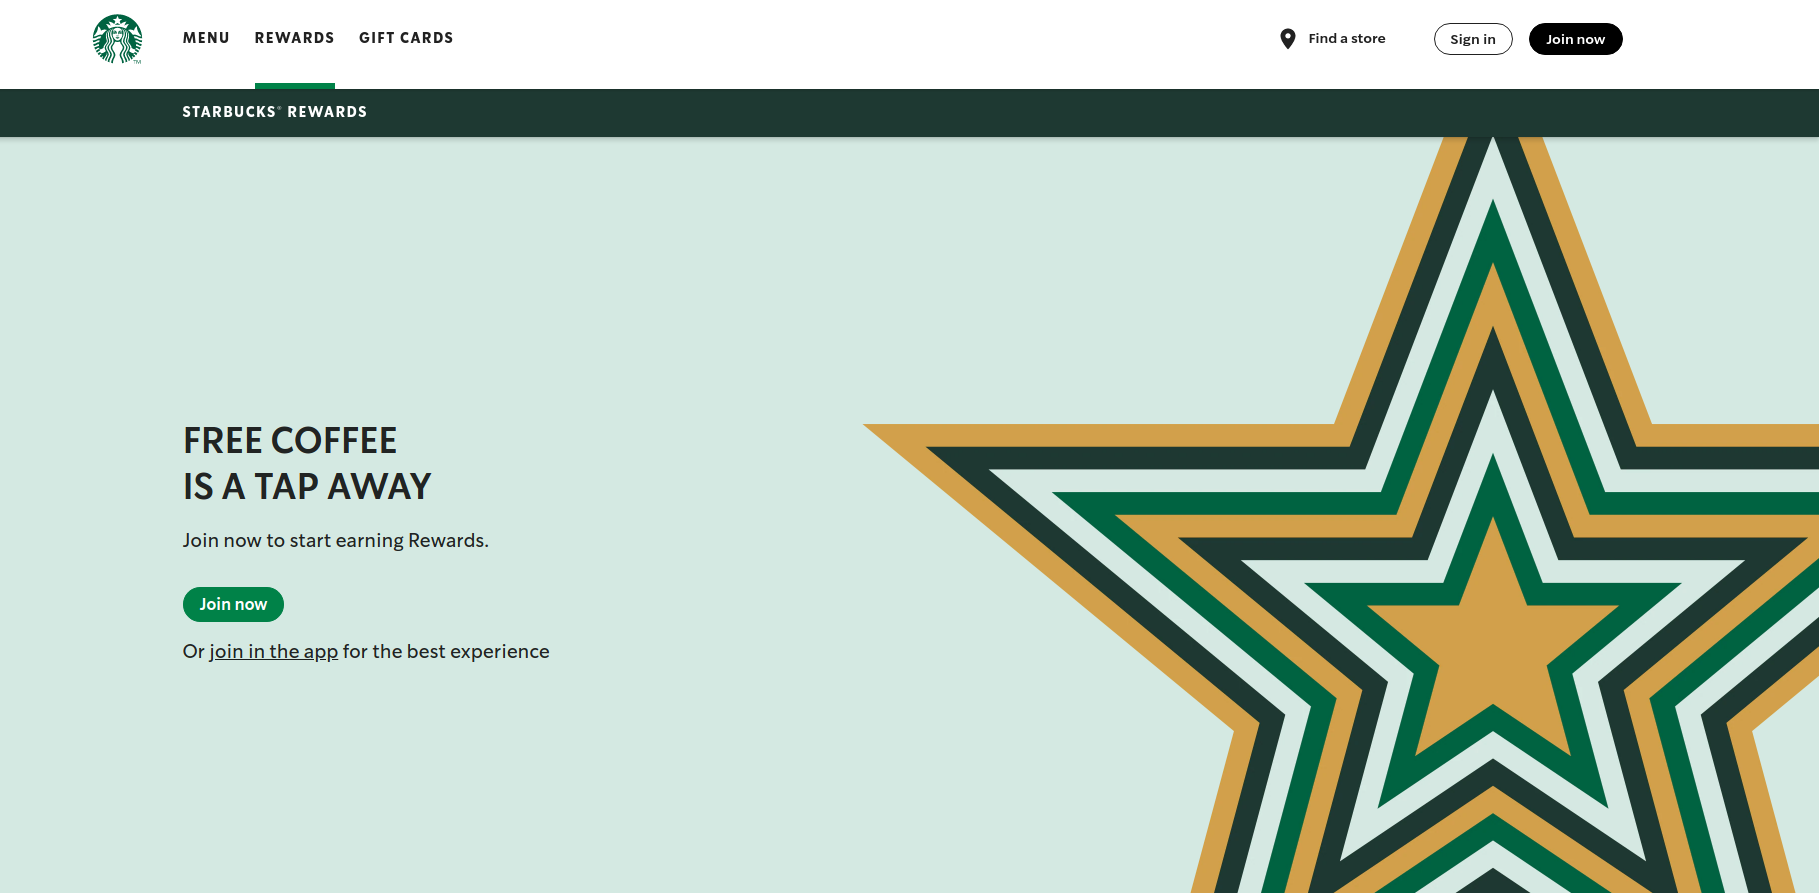 MENU REWARDS GIFT CARDS Find a store Sign in Join now
STARBUCKS® REWARDS
FREE COFFEE
IS A TAP AWAY
Join now to start earning Rewards.
Join now
Or join in the app for the best experience